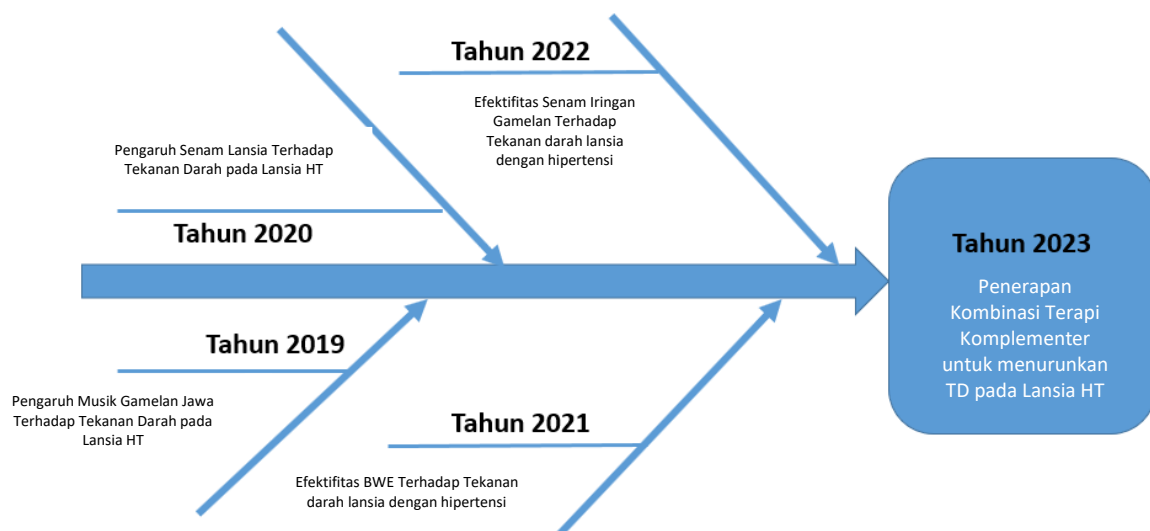 Tahun 2022
Efektifitas Senam Iringan
Gamelan Terhadap
Tekanan darah lansia
dengan hipertensi
Pengaruh Senam Lansia Terhadap
Tekanan Darah pada Lansia HT
Tahun 2020
Tahun 2023
Penerapan
Kombinasi Terapi
Komplementer
untuk menurunkan
TD pada Lansia HT
Tahun 2019
Pengaruh Musik Gamelan Jawa
Terhadap Tekanan Darah pada
Lansia HT
Tahun 2021
Efektifitas BWE Terhadap Tekanan
darah lansia dengan hipertensi